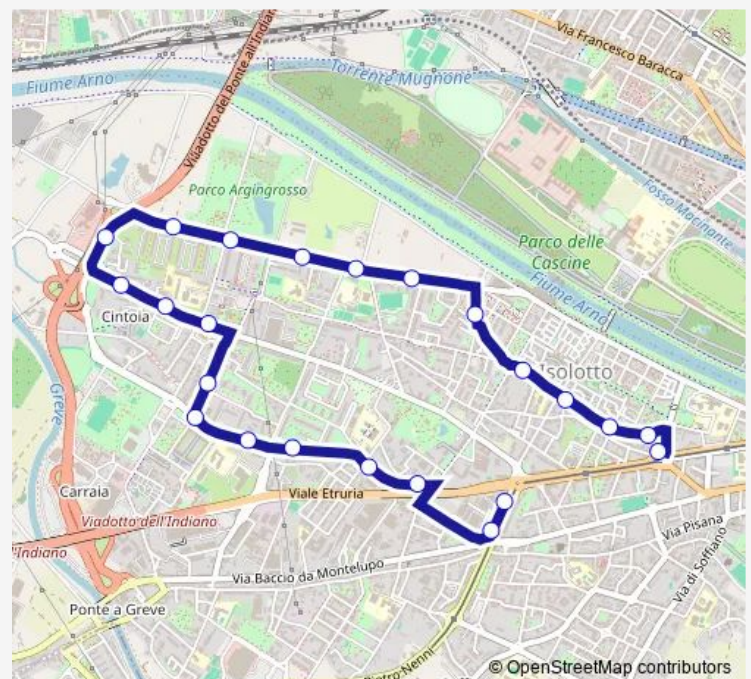 Via Francesco Baracca
Fiume Arno
Torrente Mugnone
Viadotto del Ponte all'Indian
Parco Argingrosso
Fosso Macinante
Parco delle
Cascine
Fiume Arno
Cintoia
Isolotto
Greve
Carraia
Viale Etruria
Viadotto dell'Indiano
l'Indiano
Via Pisana
Via Baccio da Montelupo
Via di Soffiano
Ponte a Greve
Pietro Nenni
© OpenStreetMap contributors